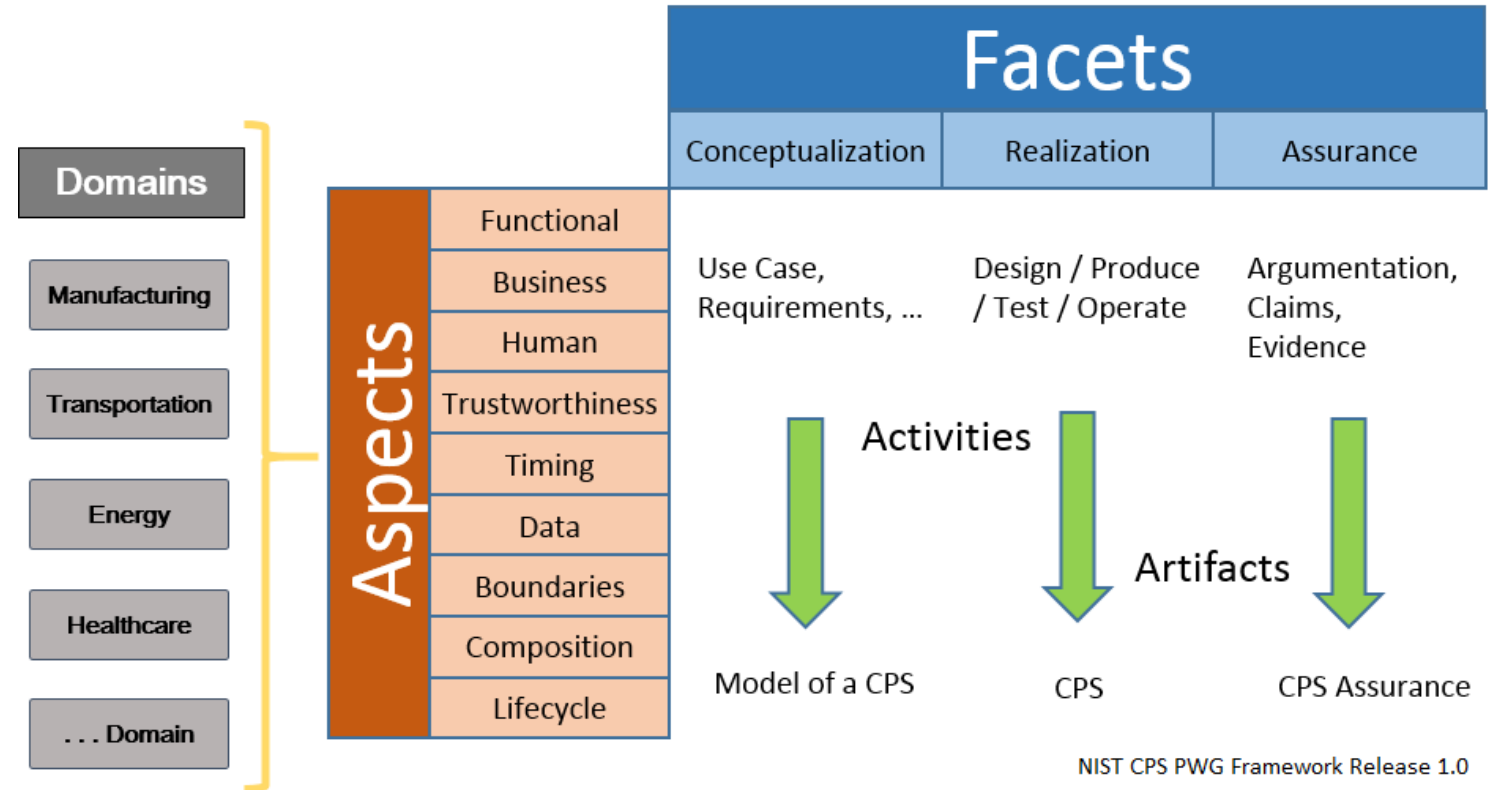 Facets
Conceptualization
Realization
Assurance
Domains
Manufacturing
Transportation
Energy
Healthcare
. . . Domain
Aspects
Functional
Business
Human
Trustworthiness
Timing
Data
Boundaries
Composition
Lifecycle
Use Case,
Requirements, ...
Design / Produce
/ Test / Operate
Argumentation,
Claims,
Evidence
Activities
Artifacts
Model of a CPS
CPS
CPS Assurance
NIST CPS PWG Framework Release 1.0